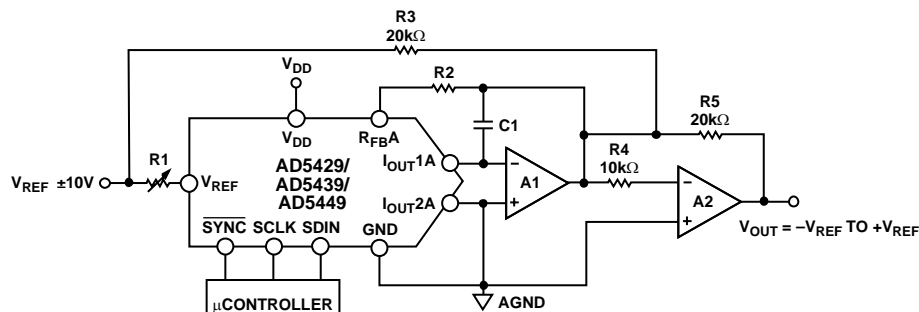 R3
20kΩ
VDD
R2
R5
20kΩ
VDD
RFBA
C1
R4
10kΩ
R1
VREF ±10V
VREF
AD5429/
AD5439/
AD5449
IOUT1A
IOUT2A
A1
A2
SYNC SCLK SDIN
GND
VOUT = –VREF TO +VREF
µCONTROLLER
AGND